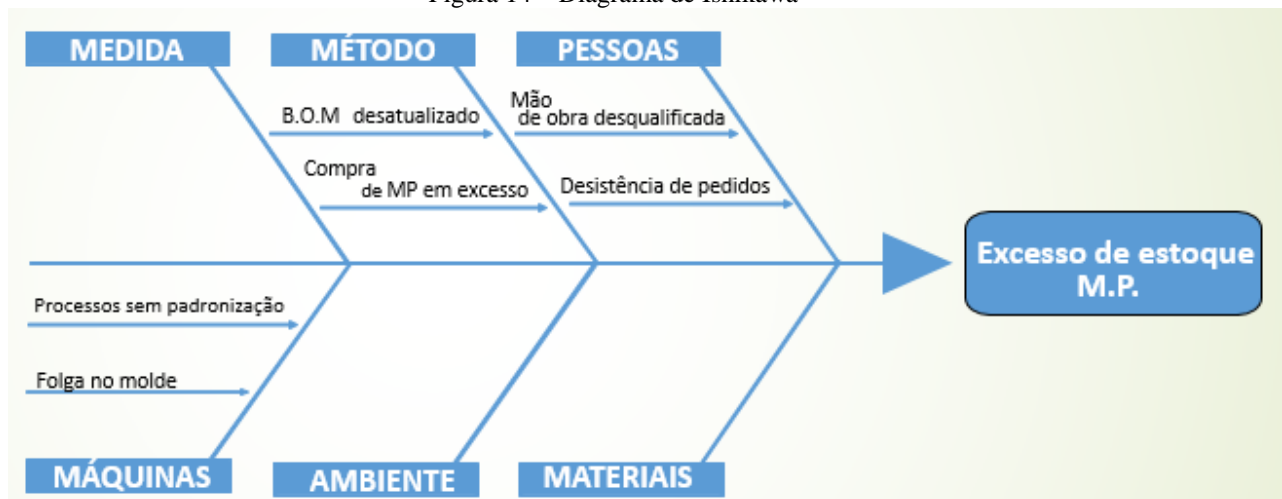 MEDIDA
MÉTODO
PESSOAS
B.O.M desatualizado
Mão
de obra desqualificada
Compra
de MP em excesso
Desistência de pedidos
Excesso de estoque
M.P.
Processos sem padronização
Folga no molde
MÁQUINAS
AMBIENTE
MATERIAIS